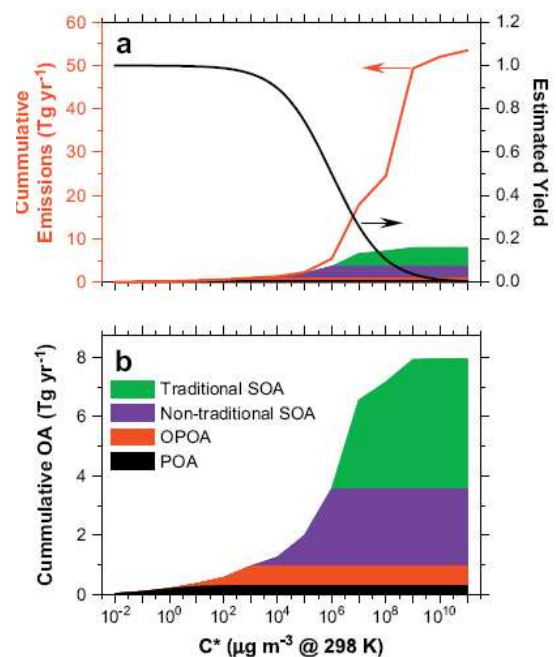 a
60
50
40
30
20
10
0
Cummulative
Emissions (Tg yr⁻¹)
1.2
1.0
0.8
0.6
0.4
0.2
0.0
Estimated Yield
b
8
6
4
2
0
Cummulative OA (Tg yr⁻¹)
Traditional SOA
Non-traditional SOA
OPOA
POA
10⁻² 10⁰ 10² 10⁴ 10⁶ 10⁸ 10¹⁰
C* (µg m⁻³ @ 298 K)